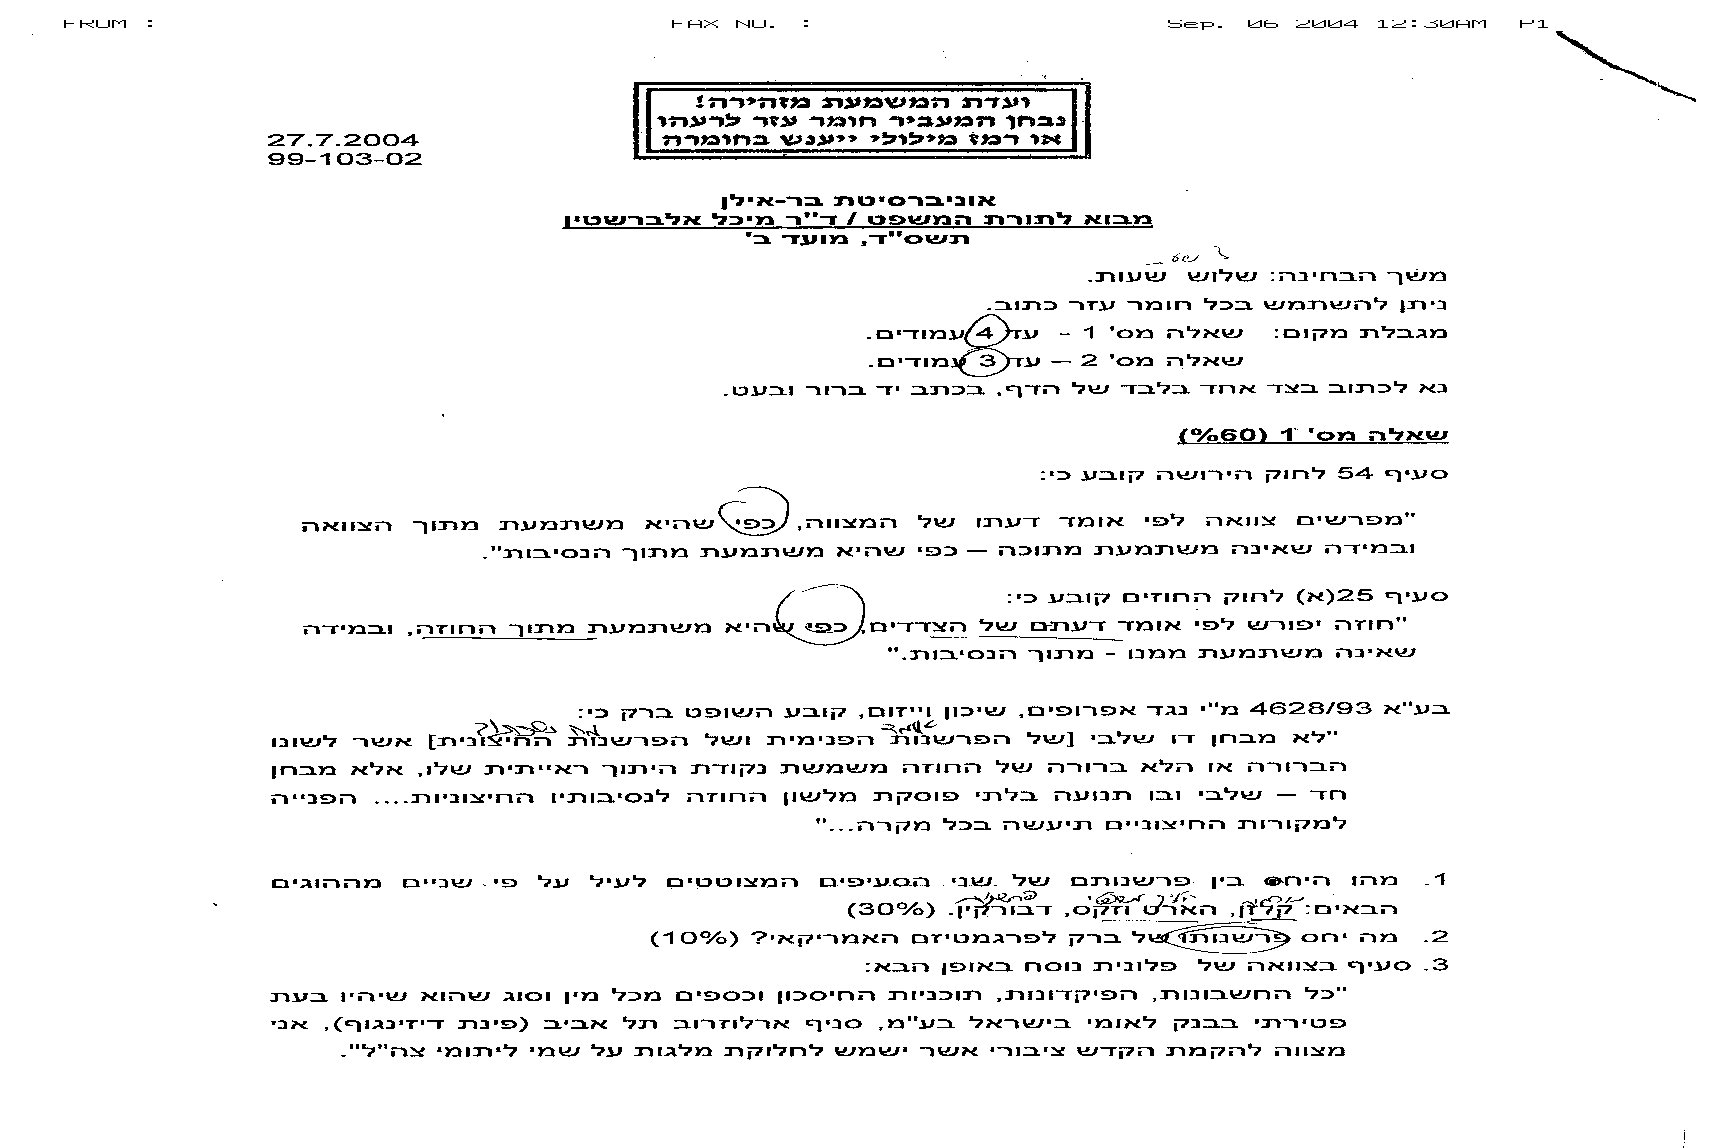 FROM :
FAX NO. :
Sep. 06 2004 12:30AM P1
ועדת המשמעת מזהירה!
נבחן המעביר חומר עזר לרעהו
או רמז מילולי ייענש בחומרה
27.7.2004
99-103-02
אוניברסיטת בר-אילן
מבוא לתורת המשפט / ד"ר מיכל אלברשטיין
תשס"ד, מועד ב'
משך הבחינה: שלוש שעות.
ניתן להשתמש בכל חומר עזר כתוב.
מגבלת מקום: שאלה מס' 1 - עד 4 עמודים.
שאלה מס' 2 – עד 3 עמודים.
נא לכתוב בצד אחד בלבד של הדף, בכתב יד ברור ובעט.
שאלה מס' 1 (60%)
סעיף 54 לחוק הירושה קובע כי:
"מפרשים צוואה לפי אומד דעתו של המצווה, כפי שהיא משתמעת מתוך הצוואה
ובמידה שאינה משתמעת מתוכה – כפי שהיא משתמעת מתוך הנסיבות".
סעיף 25(א) לחוק החוזים קובע כי:
"חוזה יפורש לפי אומד דעתם של הצדדים, כפי שהיא משתמעת מתוך החוזה, ובמידה
שאינה משתמעת ממנו - מתוך הנסיבות."
בע"א 4628/93 מ"י נגד אפרופים, שיכון וייזום, קובע השופט ברק כי:
"לא מבחן דו שלבי [של הפרשנות הפנימית ושל הפרשנות החיצונית] אשר לשונו
הברורה או הלא ברורה של החוזה משמשת נקודת היתוך ראייתית שלו, אלא מבחן
חד – שלבי ובו תנועה בלתי פוסקת מלשון החוזה לנסיבותיו החיצוניות.... הפנייה
למקורות החיצוניים תיעשה בכל מקרה..."
1. מהו היחס בין פרשנותם של שני הסעיפים המצוטטים לעיל על פי שניים מההוגים
הבאים: קלזן, הארט וזקס, דבורקין. (30%)
2. מה יחס פרשנותו של ברק לפרגמטיזם האמריקאי? (10%)
3. סעיף בצוואה של פלונית נוסח באופן הבא:
"כל החשבונות, הפיקדונות, תוכניות החיסכון וכספים מכל מין וסוג שהוא שיהיו בעת
פטירתי בבנק לאומי בישראל בע"מ, סניף ארלוזרוב תל אביב (פינת דיזינגוף), אני
מצווה להקמת הקדש ציבורי אשר ישמש לחלוקת מלגות על שמי ליתומי צה"ל".